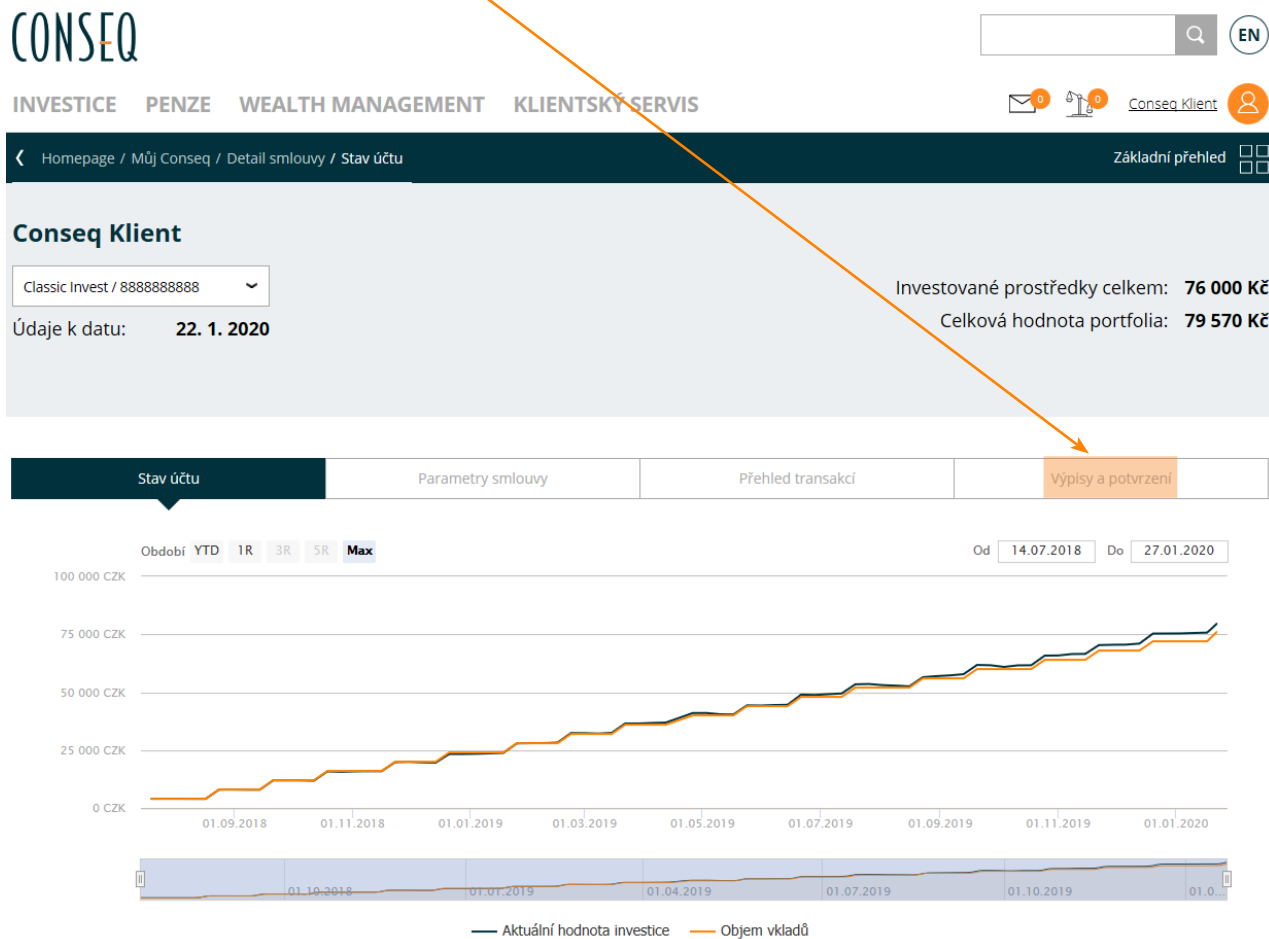 CONSEQ
EN
INVESTICE PENZE WEALTH MANAGEMENT KLIENTSKÝ SERVIS
0 0 Conseq Klient
Homepage / Můj Conseq / Detail smlouvy / Stav účtu
Základní přehled
Conseq Klient
Classic Invest / 8888888888
Investované prostředky celkem: 76 000 Kč
Údaje k datu: 22. 1. 2020
Celková hodnota portfolia: 79 570 Kč
Stav účtu Parametry smlouvy Přehled transakcí Výpisy a potvrzení
Období YTD 1R 3R 5R Max
Od 14.07.2018 Do 27.01.2020
100 000 CZK
75 000 CZK
50 000 CZK
25 000 CZK
0 CZK
01.09.2018 01.11.2018 01.01.2019 01.03.2019 01.05.2019 01.07.2019 01.09.2019 01.11.2019 01.01.2020
01.10.2018 01.01.2019 01.04.2019 01.07.2019 01.10.2019 01.0...
Aktuální hodnota investice Objem vkladů